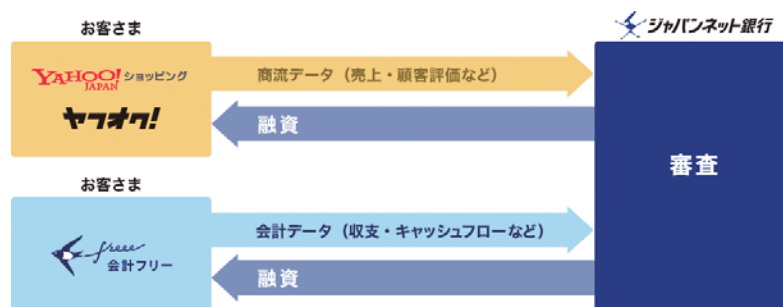 お客さま
ジャパンネット銀行
YAHOO! ショッピング
JAPAN
ヤフオク!
商流データ（売上・顧客評価など）
融資
審査
お客さま
freee
会計フリー
会計データ（収支・キャッシュフローなど）
融資